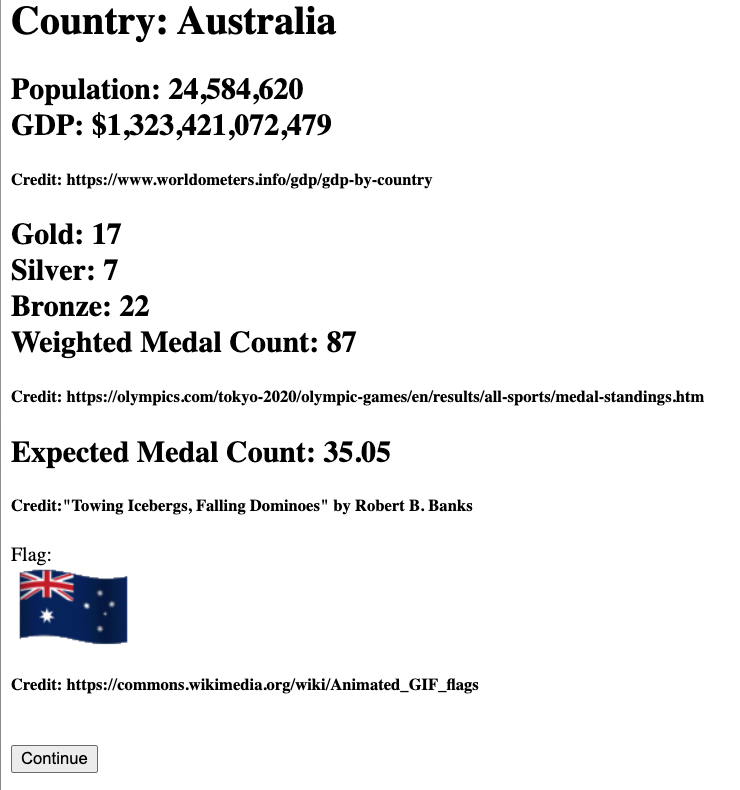 Country: Australia
Population: 24,584,620
GDP: $1,323,421,072,479
Credit: https://www.worldometers.info/gdp/gdp-by-country
Gold: 17
Silver: 7
Bronze: 22
Weighted Medal Count: 87
Credit: https://olympics.com/tokyo-2020/olympic-games/en/results/all-sports/medal-standings.htm
Expected Medal Count: 35.05
Credit:"Towing Icebergs, Falling Dominoes" by Robert B. Banks
Flag:
Credit: https://commons.wikimedia.org/wiki/Animated_GIF_flags
Continue